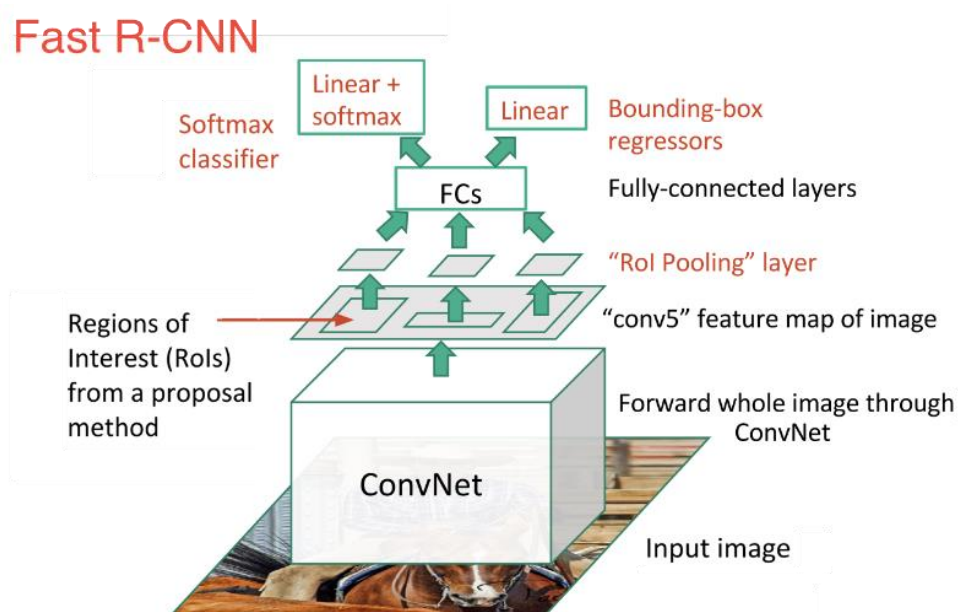 Fast R-CNN
Linear +
softmax
Linear
Softmax
classifier
Bounding-box
regressors
FCs
Fully-connected layers
“RoI Pooling” layer
Regions of
Interest (RoIs)
from a proposal
method
“conv5” feature map of image
Forward whole image through
ConvNet
ConvNet
Input image